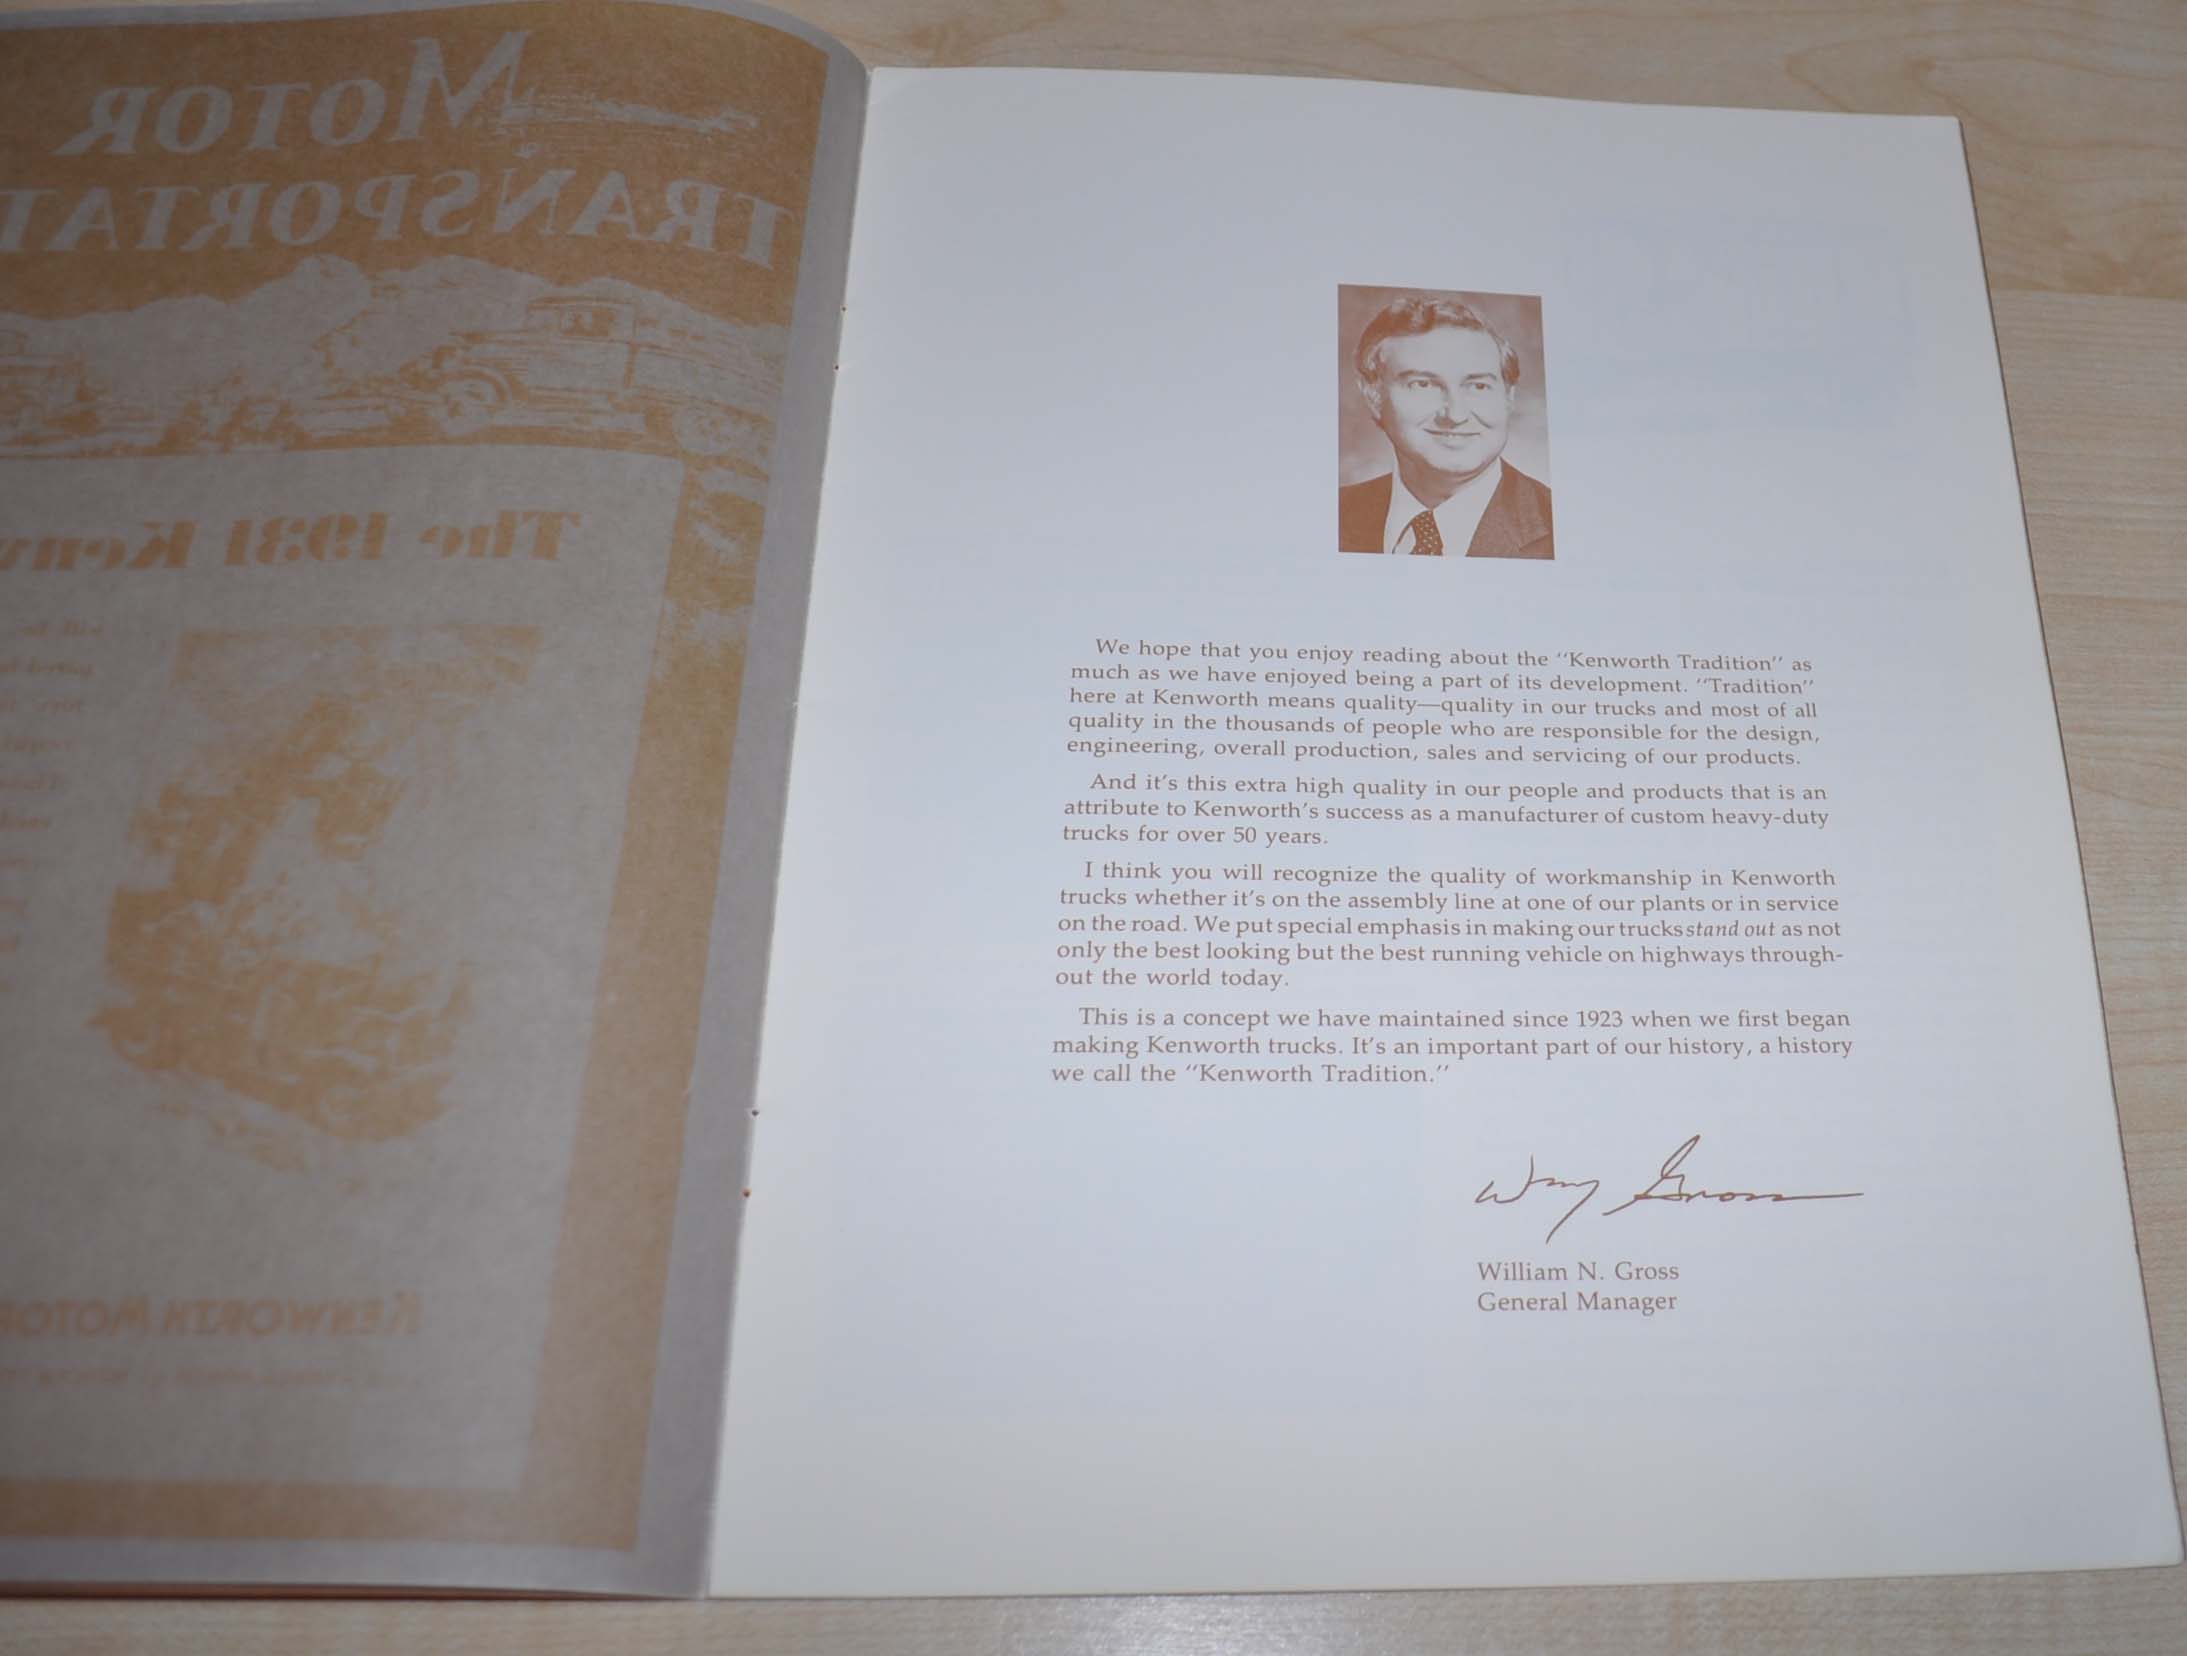 MOTOR
TRANSPORTAT
The 1931 Kenw
KENWORTH MOTOR
We hope that you enjoy reading about the "Kenworth Tradition" as
much as we have enjoyed being a part of its development. "Tradition"
here at Kenworth means quality—quality in our trucks and most of all
quality in the thousands of people who are responsible for the design,
engineering, overall production, sales and servicing of our products.
And it's this extra high quality in our people and products that is an
attribute to Kenworth's success as a manufacturer of custom heavy-duty
trucks for over 50 years.
I think you will recognize the quality of workmanship in Kenworth
trucks whether it's on the assembly line at one of our plants or in service
on the road. We put special emphasis in making our trucks stand out as not
only the best looking but the best running vehicle on highways through-
out the world today.
This is a concept we have maintained since 1923 when we first began
making Kenworth trucks. It's an important part of our history, a history
we call the "Kenworth Tradition."
Gross
William N. Gross
General Manager